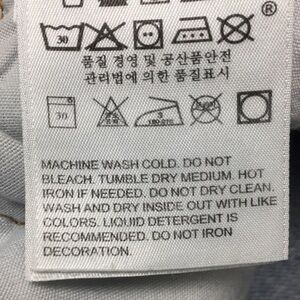 ®
30
품질 경영 및 공산품안전
관리법에 의한 품질표시
30
MACHINE WASH COLD. DO NOT
BLEACH. TUMBLE DRY MEDIUM. HOT
IRON IF NEEDED. DO NOT DRY CLEAN.
WASH AND DRY INSIDE OUT WITH LIKE
COLORS. LIQUID DETERGENT IS
RECOMMENDED. DO NOT IRON
DECORATION.